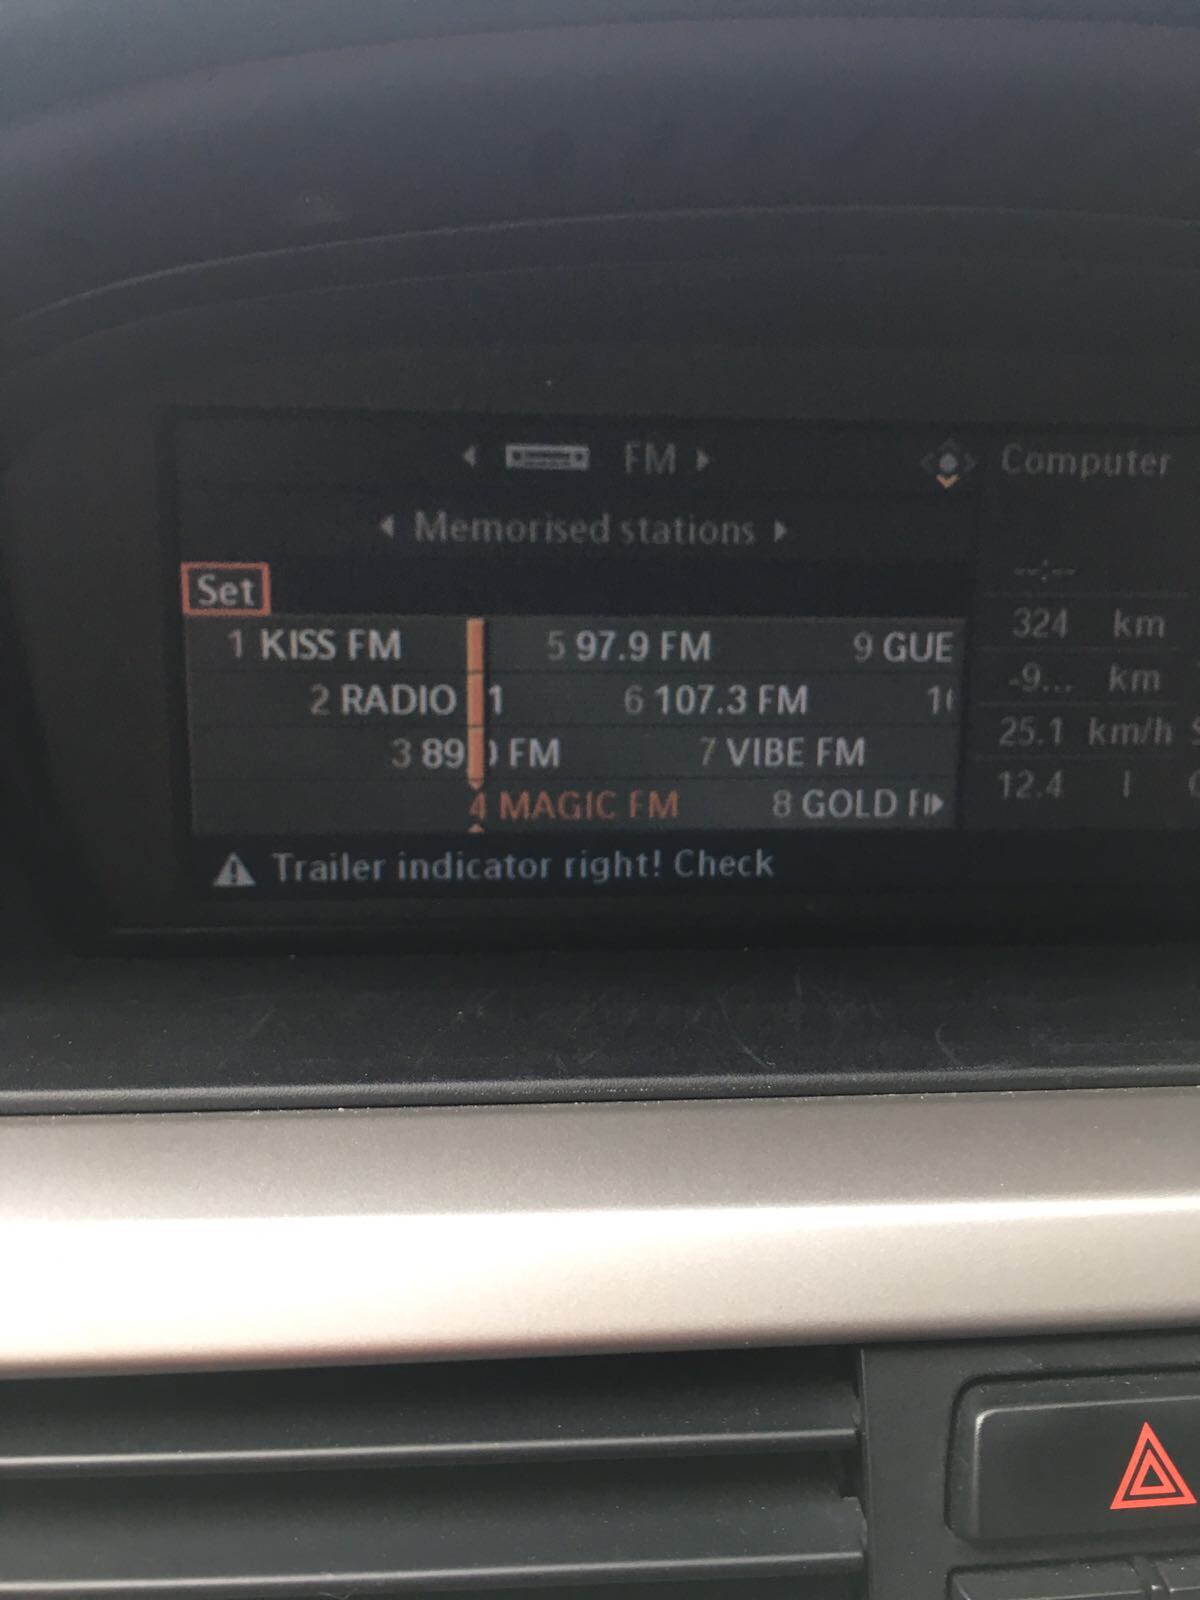 FM
Computer
Memorised stations
--:--
Set
324 km
1 KISS FM 5 97.9 FM 9 GUE
-9... km
2 RADIO 1 6 107.3 FM
25.1 km/h
3 89 FM 7 VIBE FM
12.4 l
4 MAGIC FM 8 GOLD
Trailer indicator right! Check